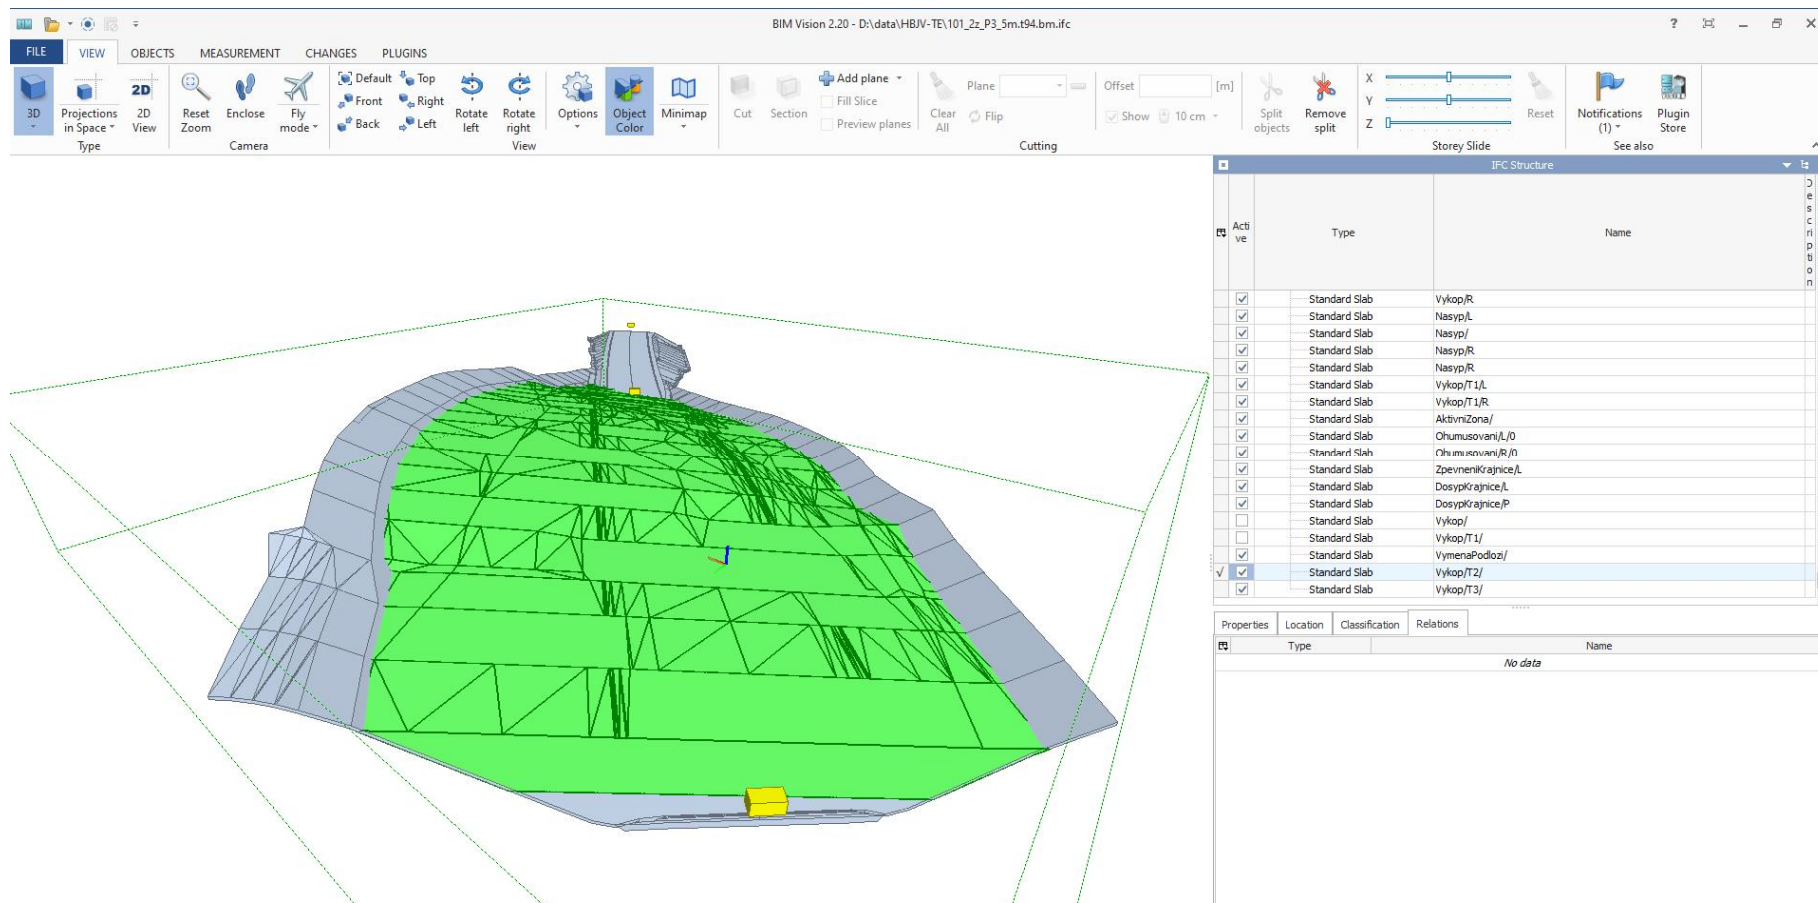 BIM Vision 2.20 - D:\data\HBJV-TE\101_2z_P3_5m.t94.bm.ifc
FILE VIEW OBJECTS MEASUREMENT CHANGES PLUGINS
3D
Projections in Space
2D View
Type
Reset Zoom
Enclose
Fly mode
Camera
Default
Front
Back
Top
Right
Left
Rotate left
Rotate right
Options
Object Color
Minimap
View
Cut
Section
Add plane
Fill Slice
Preview planes
Clear All
Plane
Flip
Offset [m]
Show 10 cm
Cutting
Split objects
Remove split
X
Y
Z
Reset
Storey Slide
Notifications (1)
Plugin Store
See also
IFC Structure
Active Type Name Description
Standard Slab Vykop/R
Standard Slab Nasyp/L
Standard Slab Nasyp/
Standard Slab Nasyp/R
Standard Slab Nasyp/R
Standard Slab Vykop/T1/L
Standard Slab Vykop/T1/R
Standard Slab AktivniZona/
Standard Slab Ohumusovani/L/0
Standard Slab Ohumusovani/R/0
Standard Slab ZpevneniKrajnice/L
Standard Slab DosypKrajnice/L
Standard Slab DosypKrajnice/P
Standard Slab Vykop/
Standard Slab Vykop/T1/
Standard Slab VymenaPodlozi/
Standard Slab Vykop/T2/
Standard Slab Vykop/T3/
Properties Location Classification Relations
Type Name
No data